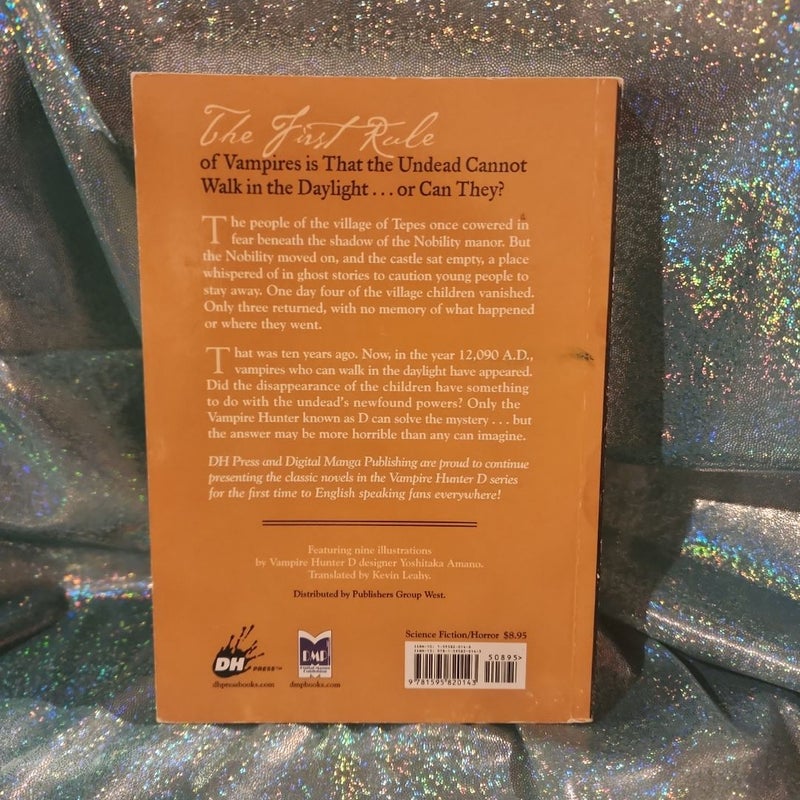 The First Rule
of Vampires is That the Undead Cannot
Walk in the Daylight . . . or Can They?
The people of the village of Tepes once cowered in
fear beneath the shadow of the Nobility manor. But
the Nobility moved on, and the castle sat empty, a place
whispered of in ghost stories to caution young people to
stay away. One day four of the village children vanished.
Only three returned, with no memory of what happened
or where they went.
That was ten years ago. Now, in the year 12,090 A.D.,
vampires who can walk in the daylight have appeared.
Did the disappearance of the children have something
to do with the undead's newfound powers? Only the
Vampire Hunter known as D can solve the mystery . . . but
the answer may be more horrible than any can imagine.
DH Press and Digital Manga Publishing are proud to continue
presenting the classic novels in the Vampire Hunter D series
for the first time to English speaking fans everywhere!
Featuring nine illustrations
by Vampire Hunter D designer Yoshitaka Amano.
Translated by Kevin Leahy.
Distributed by Publishers Group West.
DH PRESS™
dhpressbooks.com
DMP
dmpbooks.com
Science Fiction/Horror $8.95
50895>
9781595820143